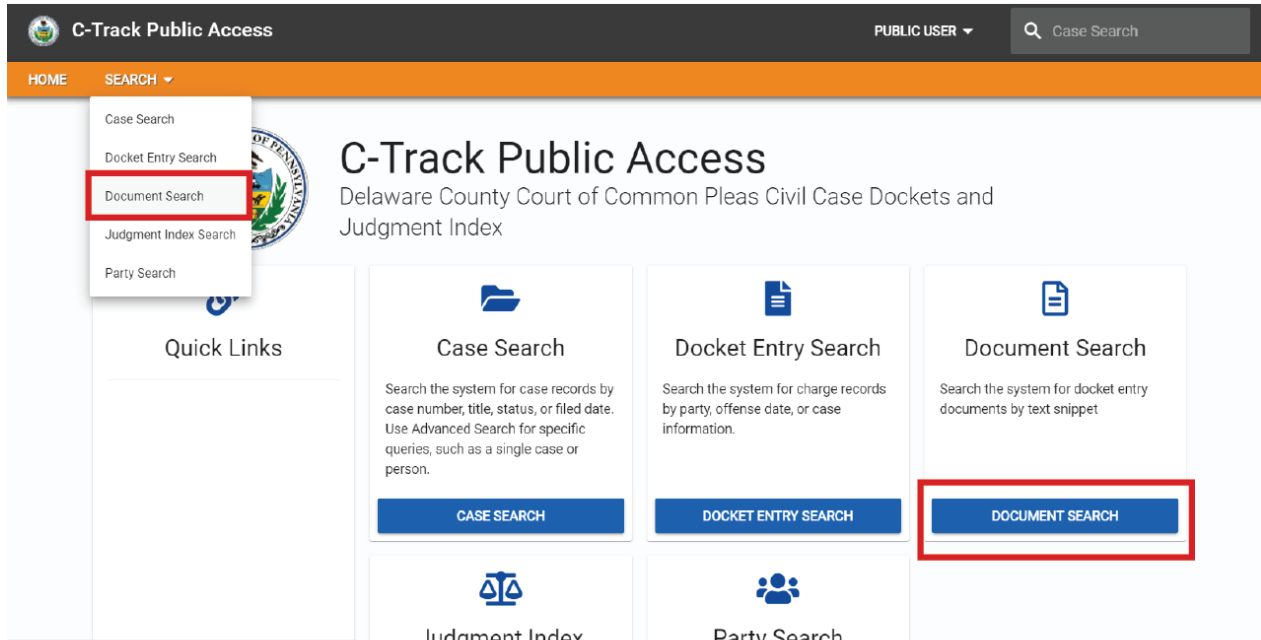 C-Track Public Access
PUBLIC USER
Case Search
HOME
SEARCH
Case Search
Docket Entry Search
Document Search
Judgment Index Search
Party Search
OF PENNSYLVANIA
C-Track Public Access
Delaware County Court of Common Pleas Civil Case Dockets and
Judgment Index
Quick Links
Case Search
Search the system for case records by
case number, title, status, or filed date.
Use Advanced Search for specific
queries, such as a single case or
person.
CASE SEARCH
Docket Entry Search
Search the system for charge records
by party, offense date, or case
information.
DOCKET ENTRY SEARCH
Document Search
Search the system for docket entry
documents by text snippet
DOCUMENT SEARCH
Judgment Index
Party Search